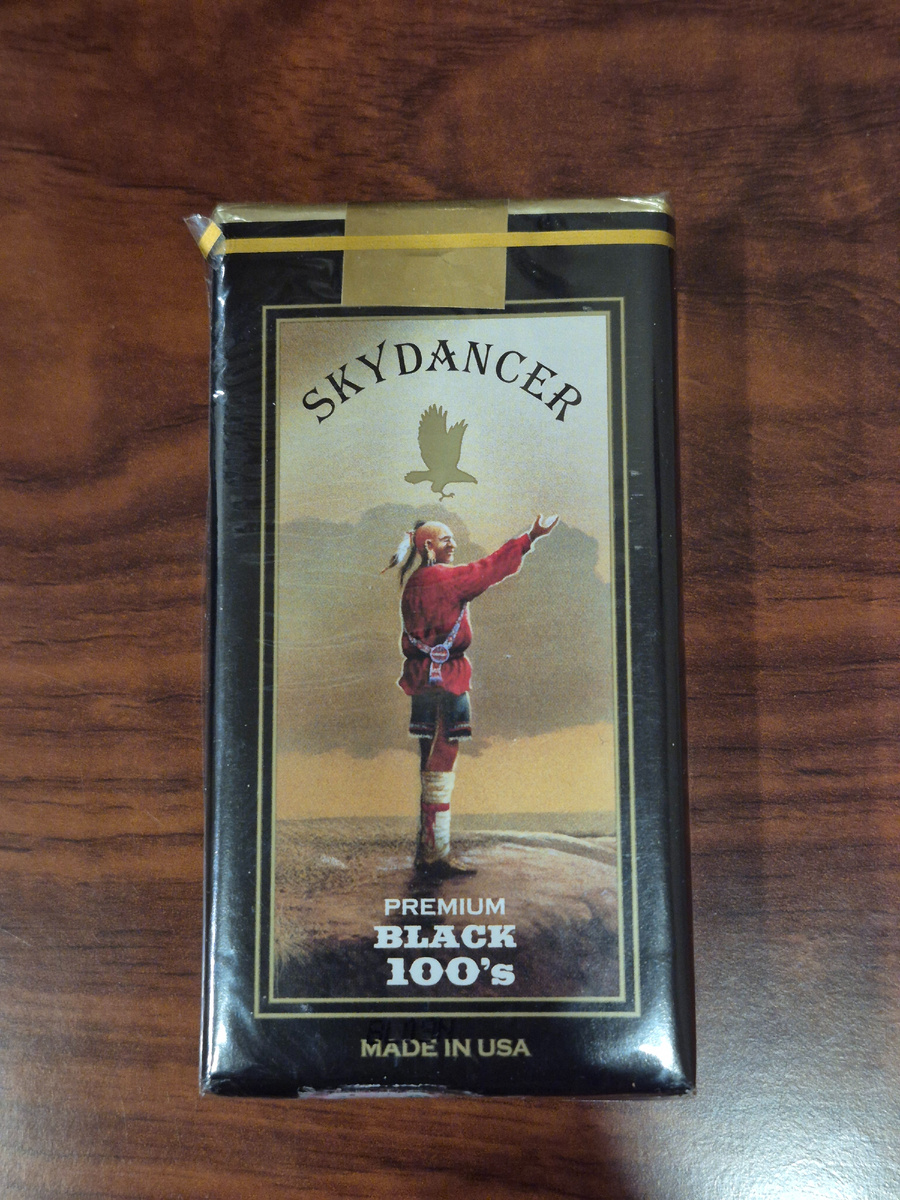 SKYDANCER
PREMIUM
BLACK
100's
MADE IN USA